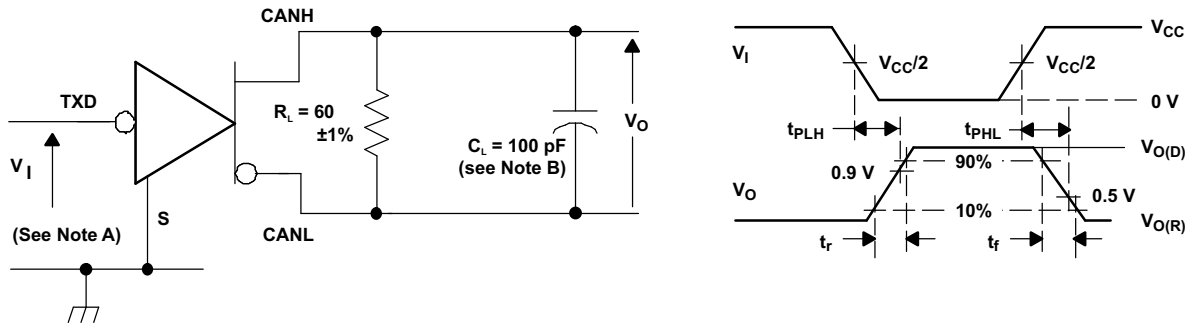 CANH
TXD
R_L = 60
±1%
C_L = 100 pF
(see Note B)
V_O
V_I
S
(See Note A)
CANL
V_I
V_CC
V_CC/2
V_CC/2
0 V
t_PLH
t_PHL
V_O(D)
90%
0.9 V
V_O
0.5 V
10%
V_O(R)
t_r
t_f